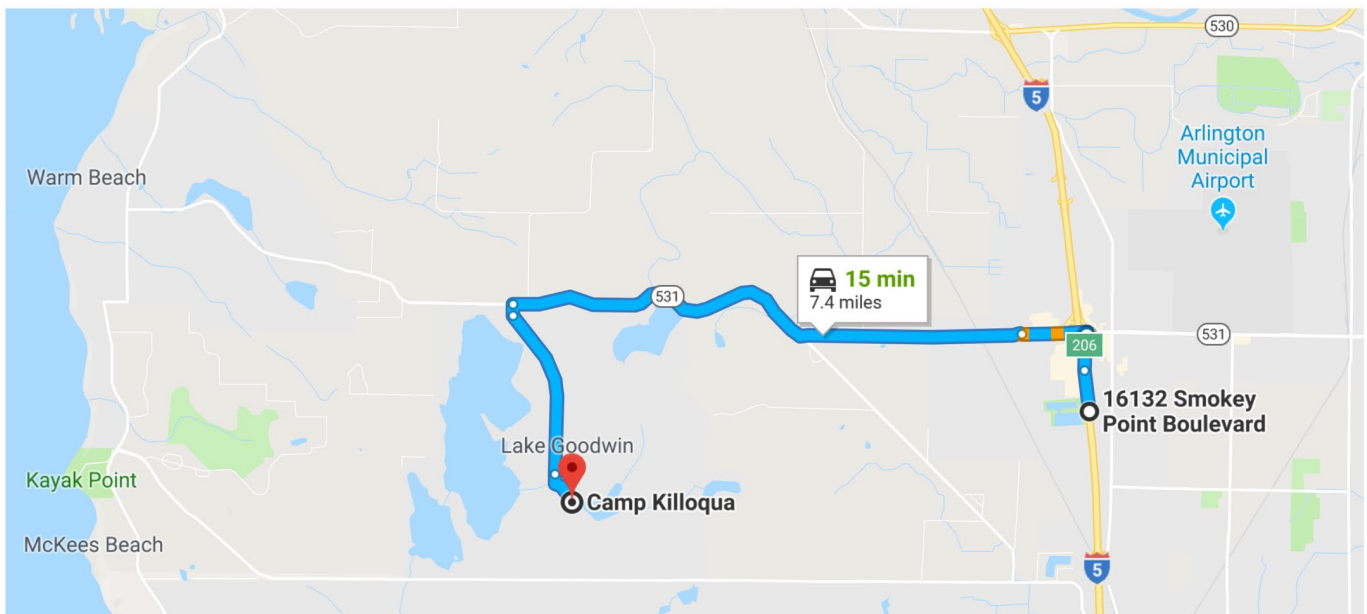 530
5
Arlington
Municipal
Airport
Warm Beach
15 min
7.4 miles
531
531
206
16132 Smokey
Point Boulevard
Lake Goodwin
Kayak Point
Camp Killoqua
McKees Beach
5